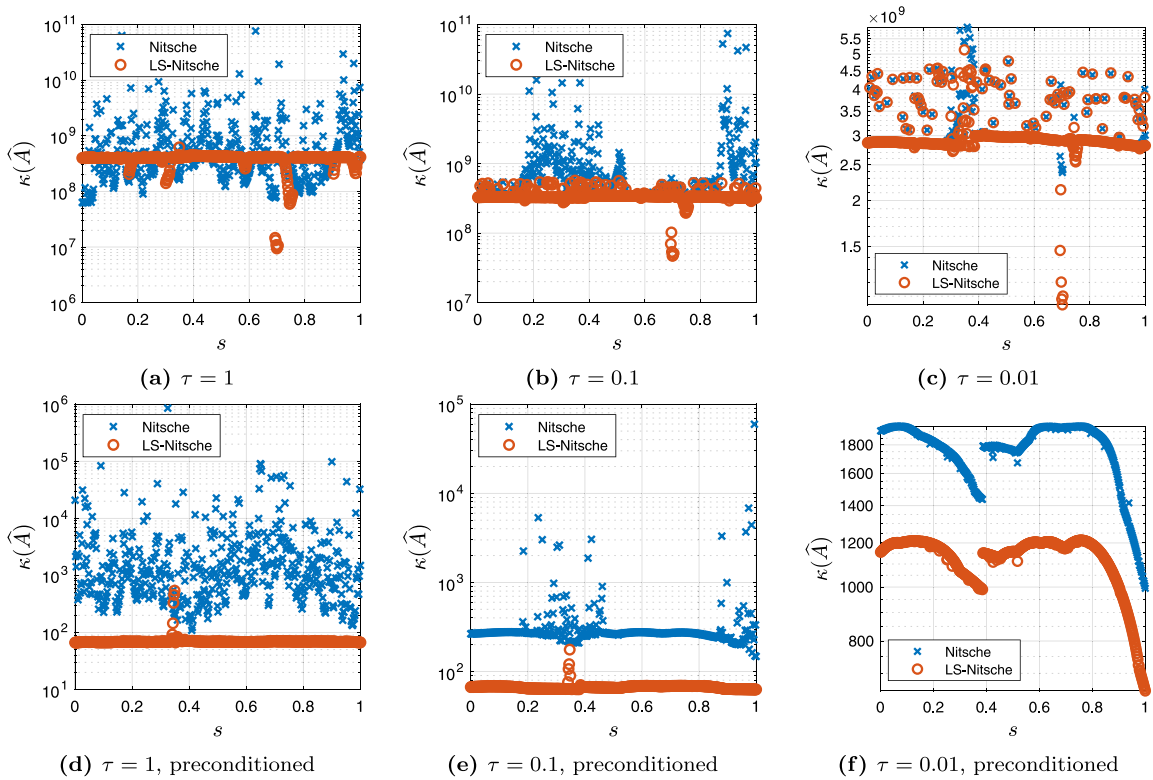 10^11
10^10
10^9
10^8
10^7
10^6
κ(Â)
Nitsche
LS-Nitsche
0 0.2 0.4 0.6 0.8 1
s
(a) τ = 1
10^11
10^10
10^9
10^8
10^7
κ(Â)
Nitsche
LS-Nitsche
0 0.2 0.4 0.6 0.8 1
s
(b) τ = 0.1
×10^9
5.5
4.5
3.5
3
2.5
2
1.5
κ(Â)
Nitsche
LS-Nitsche
0 0.2 0.4 0.6 0.8 1
s
(c) τ = 0.01
10^6
10^5
10^4
10^3
10^2
10^1
κ(Â)
Nitsche
LS-Nitsche
0 0.2 0.4 0.6 0.8 1
s
(d) τ = 1, preconditioned
10^5
10^4
10^3
10^2
κ(Â)
Nitsche
LS-Nitsche
0 0.2 0.4 0.6 0.8 1
s
(e) τ = 0.1, preconditioned
1800
1600
1400
1200
1000
800
κ(Â)
Nitsche
LS-Nitsche
0 0.2 0.4 0.6 0.8 1
s
(f) τ = 0.01, preconditioned